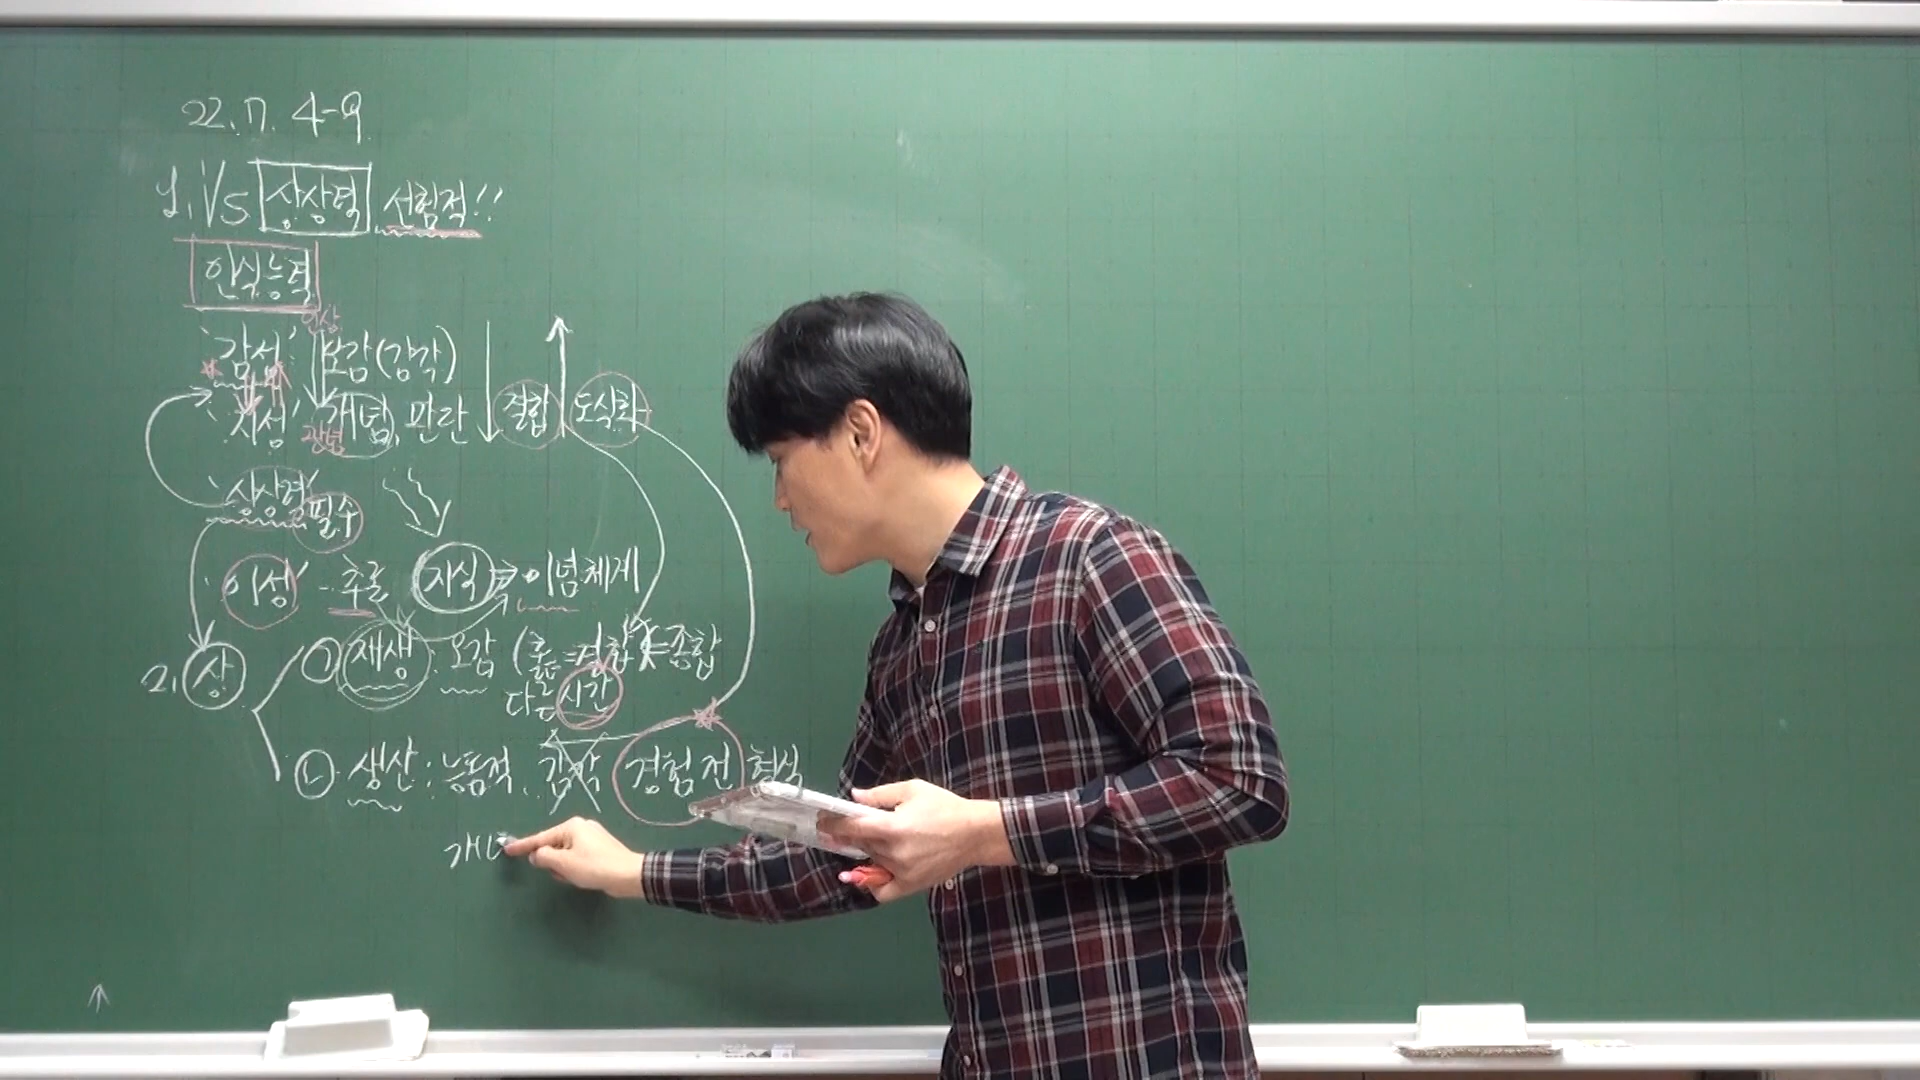 22. 7. 4-9
1. VS 상상력 선험적!!
인식능력
인상
'감성' 오감(감각)
'지성' 개념, 판단 결합 도식화
관념
'상상력' 필수
'이성' - 추론 지식 이념 체계
2. 상 ① 재생 : 오감 ( = 결합 = 종합
다른 시간
② 생산 : 능동적, 감각 경험 전 형식
개